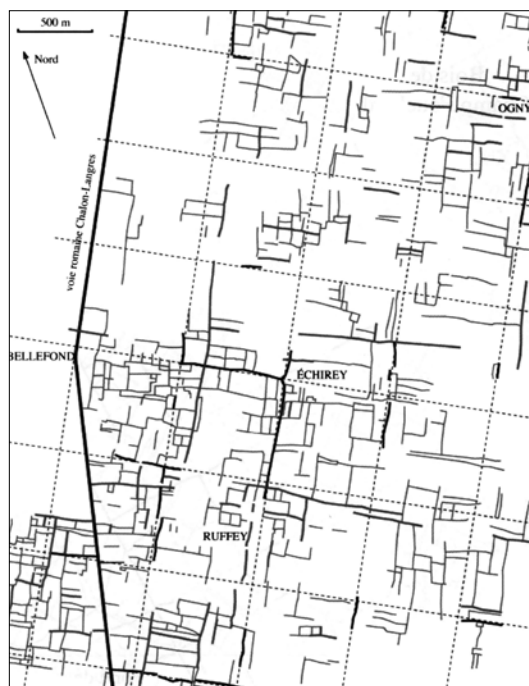 500 m
Nord
OGNY
voie romaine Chalon-Langres
BELLEFOND
ÉCHIREY
RUFFEY